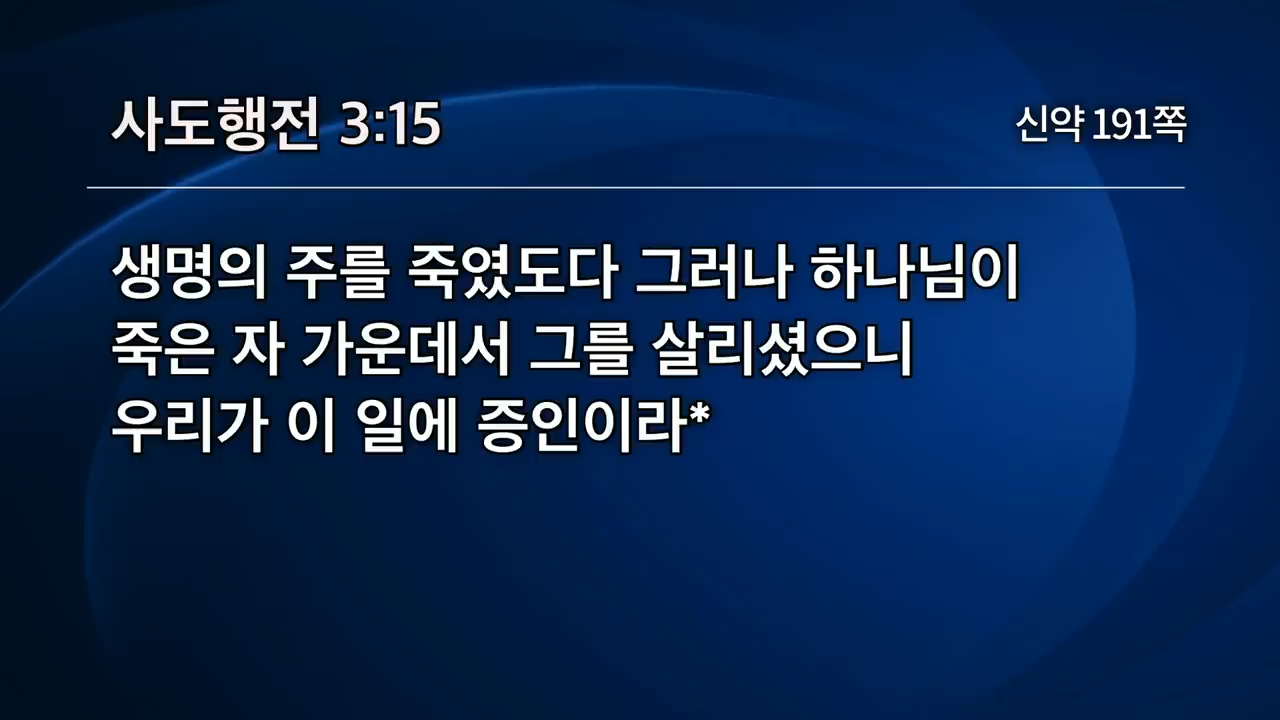 사도행전 3:15
신약 191쪽
생명의 주를 죽였도다 그러나 하나님이
죽은 자 가운데서 그를 살리셨으니
우리가 이 일에 증인이라*